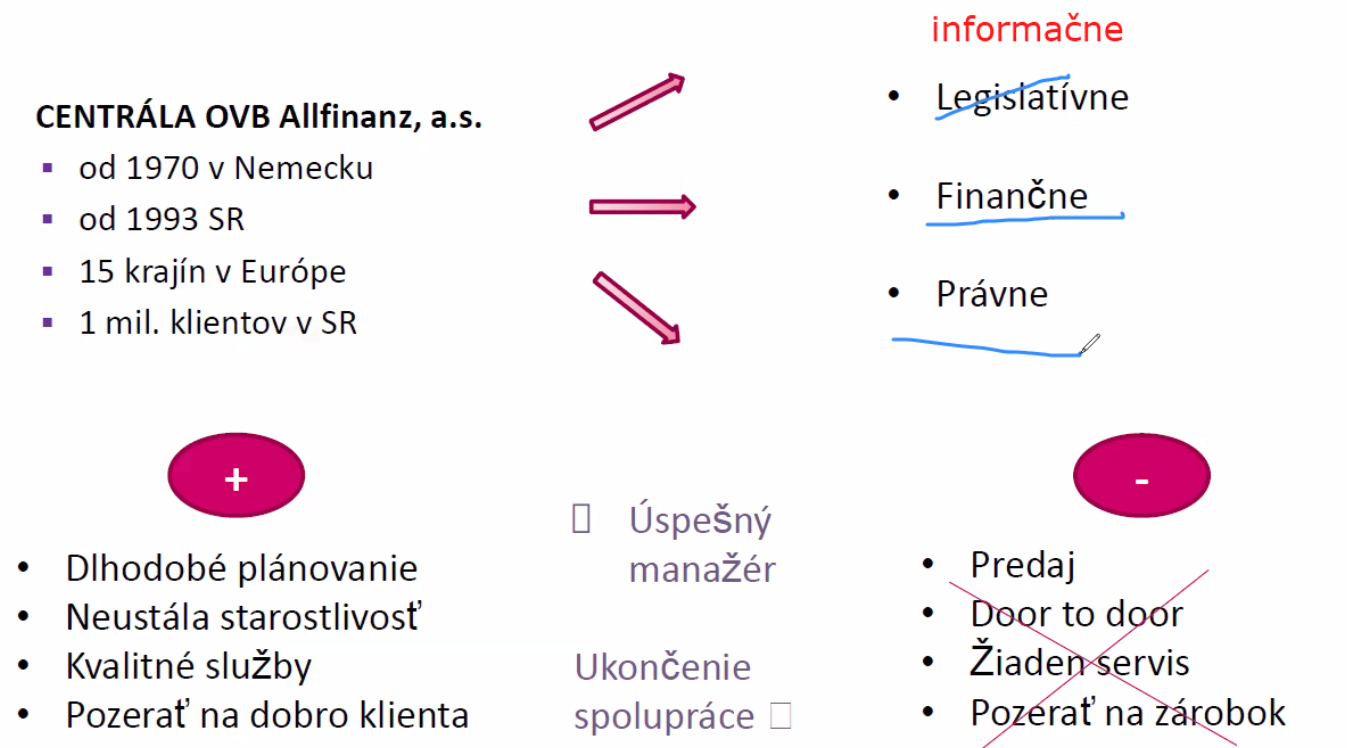 informačne
CENTRÁLA OVB Allfinanz, a.s.
▪ od 1970 v Nemecku
▪ od 1993 SR
▪ 15 krajín v Európe
▪ 1 mil. klientov v SR
• Legislatívne
• Finančne
• Právne
+
• Dlhodobé plánovanie
• Neustála starostlivosť
• Kvalitné služby
• Pozerať na dobro klienta
Úspešný
manažér
Ukončenie
spolupráce
-
• Predaj
• Door to door
• Žiaden servis
• Pozerať na zárobok